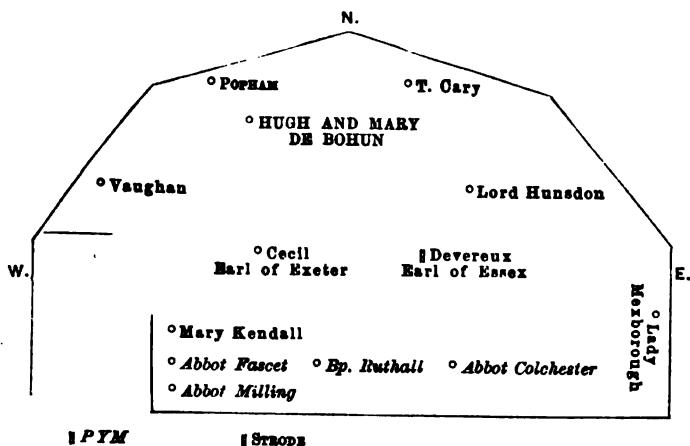 N.
POPHAM
T. Cary
HUGH AND MARY
DE BOHUN
Vaughan
Lord Hunsdon
Cecil
Earl of Exeter
Devereux
Earl of Essex
W.
E.
Lady
Mexborough
Mary Kendall
Abbot Fascet
Bp. Ruthall
Abbot Colchester
Abbot Milling
PYM
STRODE